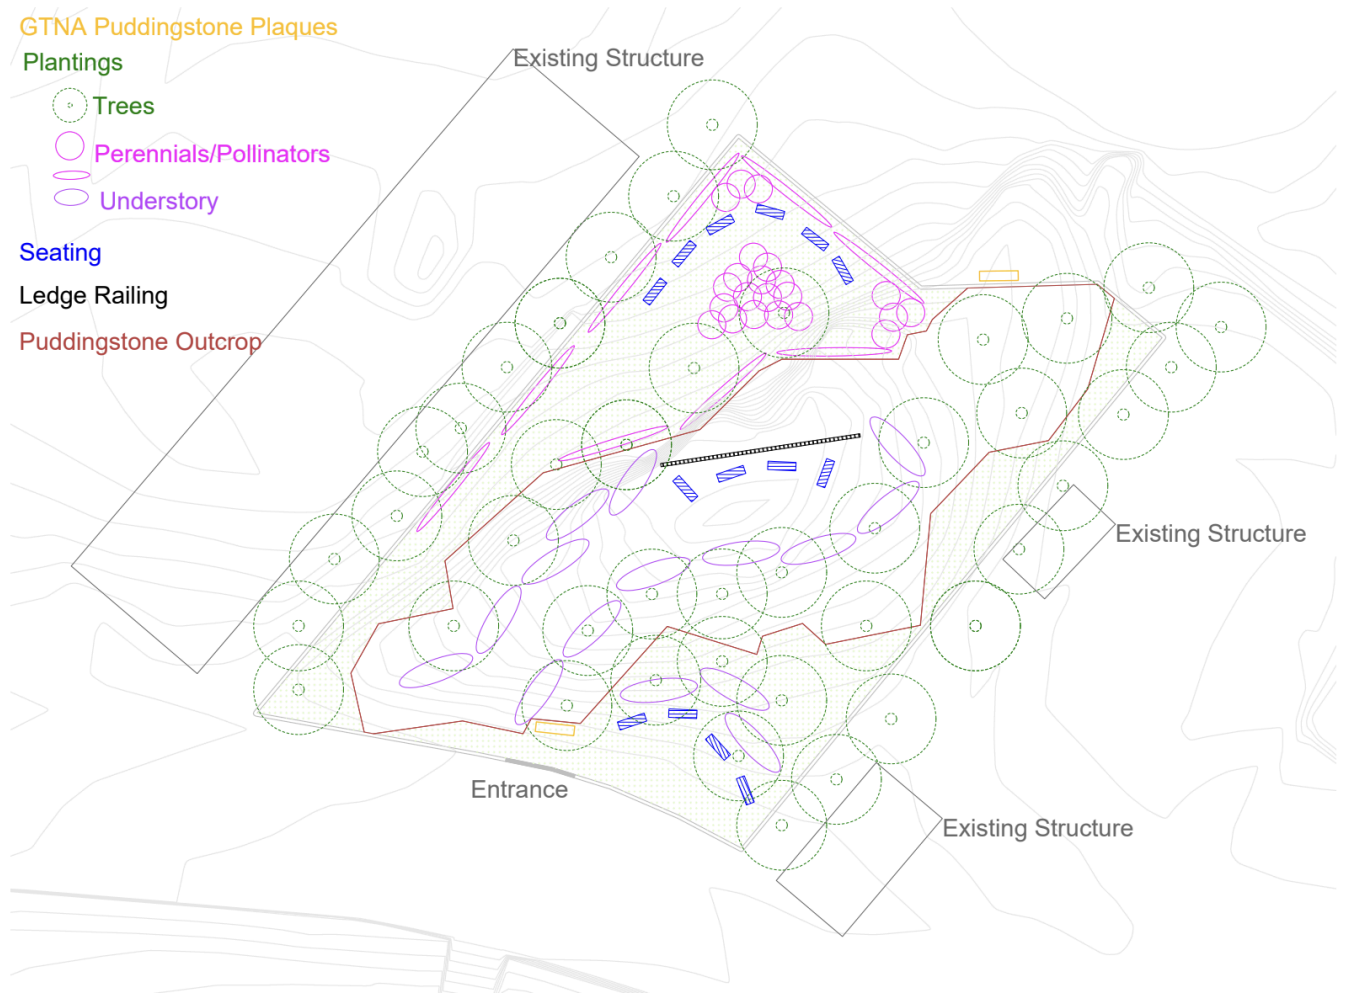 GTNA Puddingstone Plaques
Existing Structure
Plantings
Trees
Perennials/Pollinators
Understory
Seating
Ledge Railing
Puddingstone Outcrop
Existing Structure
Entrance
Existing Structure